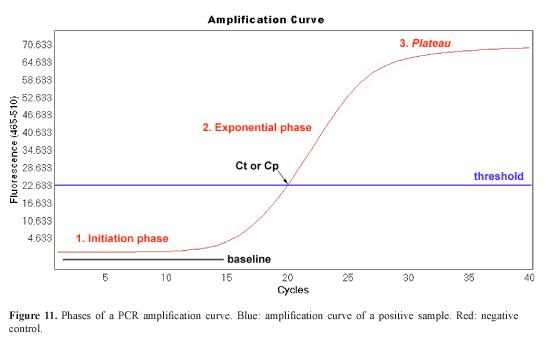 Amplification Curve
70.633
64.633
58.633
52.633
46.633
40.633
34.633
28.633
22.633
16.633
10.633
4.633
Fluorescence (465-510)
3. Plateau
2. Exponential phase
Ct or Cp
threshold
1. Initiation phase
baseline
5 10 15 20 25 30 35 40
Cycles
Figure 11. Phases of a PCR amplification curve. Blue: amplification curve of a positive sample. Red: negative
control.